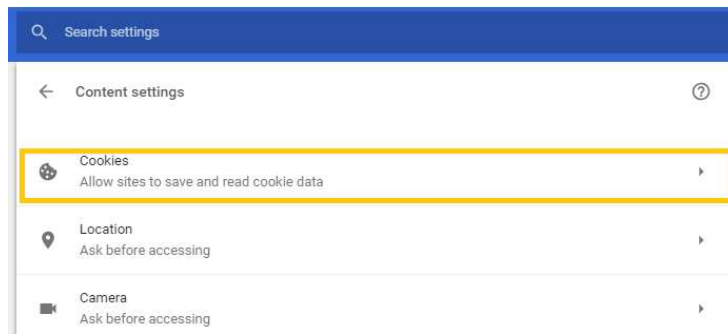 Search settings
Content settings
Cookies
Allow sites to save and read cookie data
Location
Ask before accessing
Camera
Ask before accessing